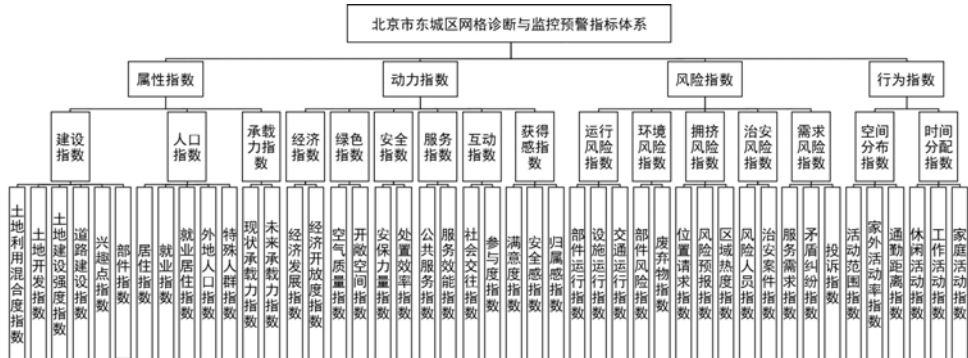 北京市东城区网格诊断与监控预警指标体系
属性指数
动力指数
风险指数
行为指数
建设指数
人口指数
承载力指数
经济指数
绿色指数
安全指数
服务指数
互动指数
获得感指数
运行风险指数
环境风险指数
拥挤风险指数
治安风险指数
需求风险指数
空间分布指数
时间分配指数
土地利用混合度指数
土地开发指数
土地建设强度指数
道路建设指数
兴趣点指数
部件指数
居住指数
就业指数
就业居住指数
外地人口指数
特殊人群指数
现状承载力指数
未来承载力指数
经济发展指数
经济开放度指数
空气质量指数
开敞空间指数
安保力量指数
处置效率指数
公共服务指数
服务效能指数
社会交往指数
参与度指数
满意度指数
安全感指数
归属感指数
部件运行指数
设施运行指数
交通运行指数
部件风险指数
废弃物指数
位置请求指数
风险预报指数
区域热度指数
风险人员指数
治安案件指数
服务需求指数
矛盾纠纷指数
投诉指数
活动范围指数
家外活动率指数
通勤距离指数
休闲活动指数
工作活动指数
家庭活动指数